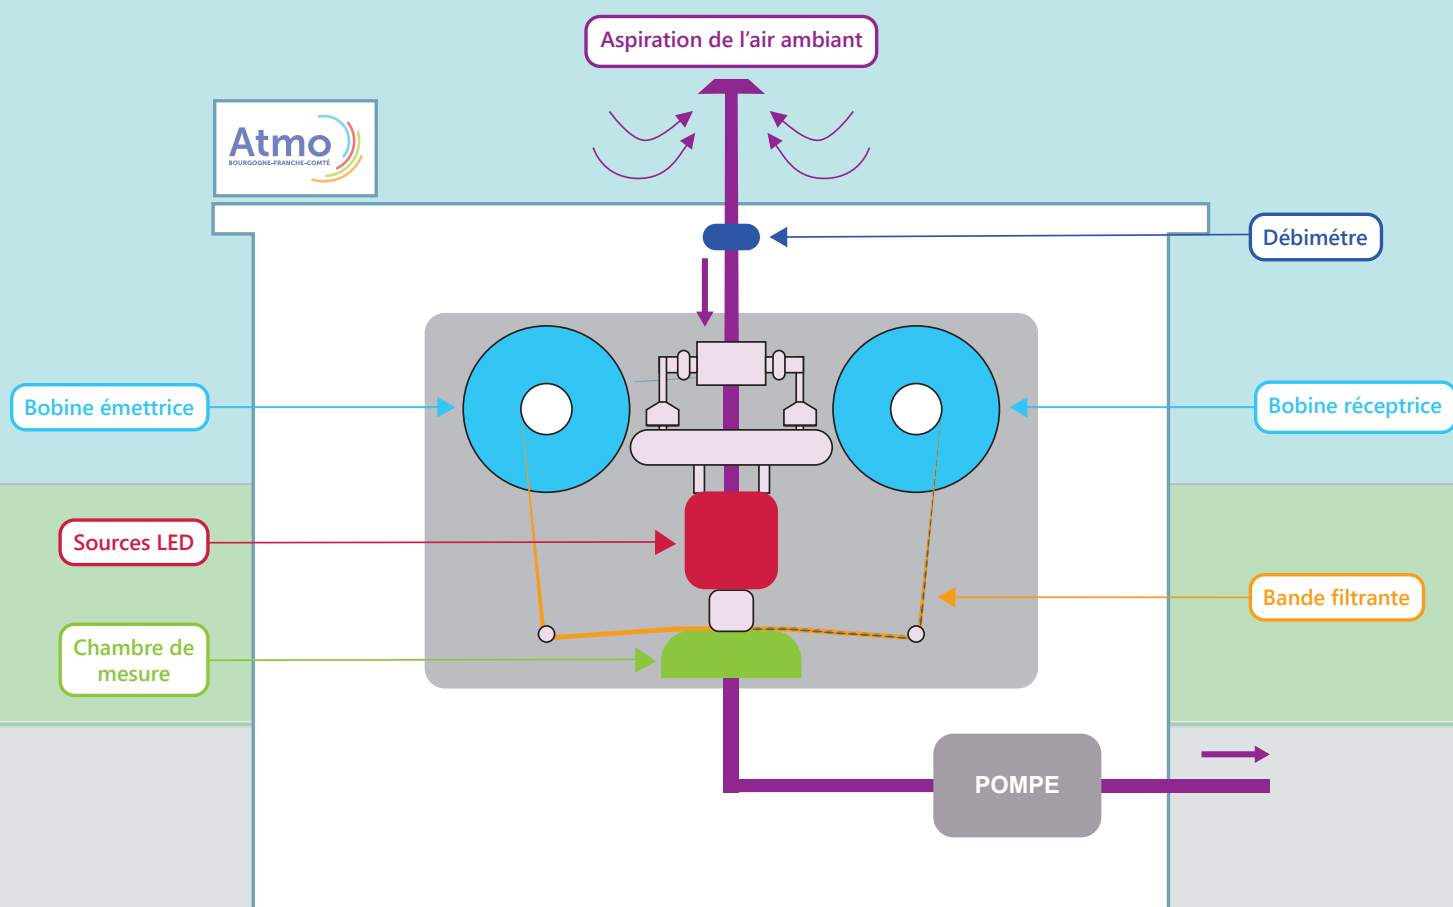 Aspiration de l'air ambiant
Atmo
BOURGOGNE-FRANCHE-COMTÉ
Débimétre
Bobine émettrice
Bobine réceptrice
Sources LED
Bande filtrante
Chambre de
mesure
POMPE